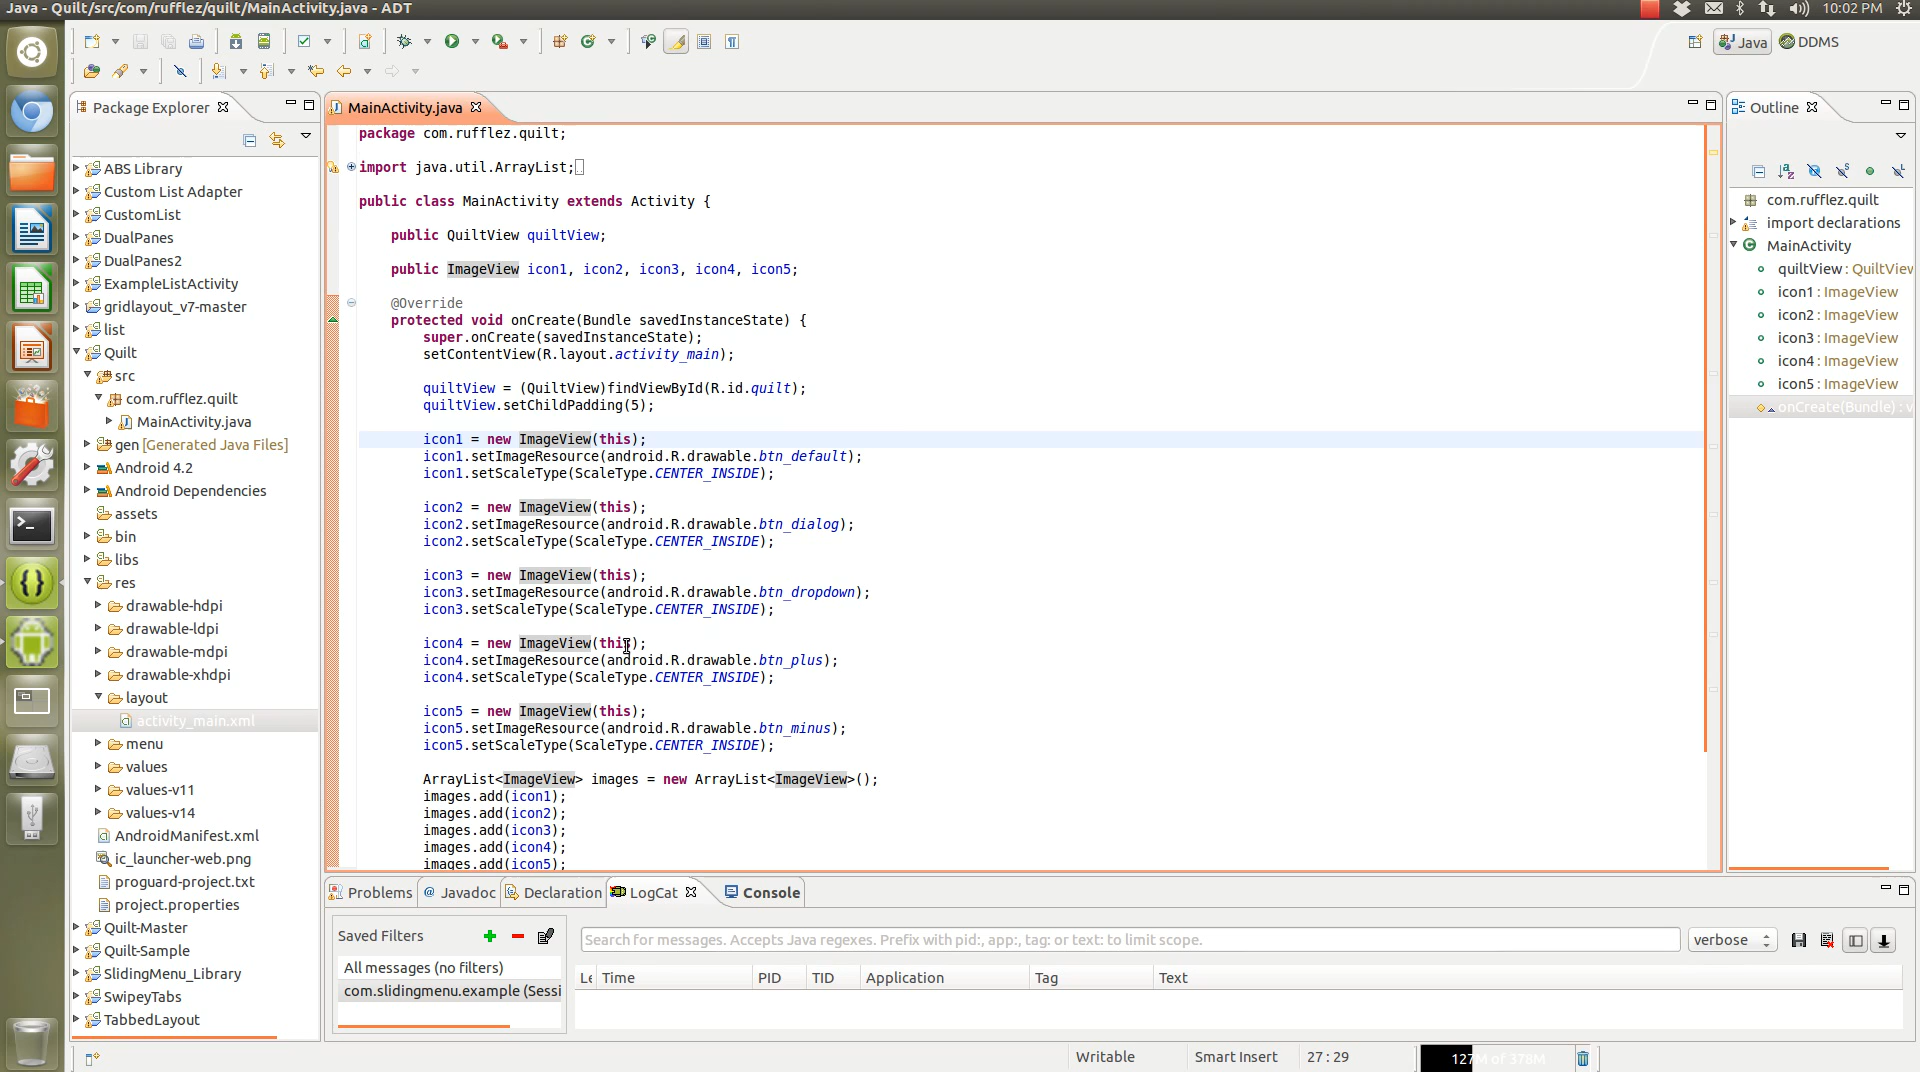 Java - Quilt/src/com/rufflez/quilt/MainActivity.java - ADT
10:02 PM
Java
DDMS
Package Explorer
ABS Library
Custom List Adapter
CustomList
DualPanes
DualPanes2
ExampleListActivity
gridlayout_v7-master
list
Quilt
src
com.rufflez.quilt
MainActivity.java
gen [Generated Java Files]
Android 4.2
Android Dependencies
assets
bin
libs
res
drawable-hdpi
drawable-ldpi
drawable-mdpi
drawable-xhdpi
layout
activity_main.xml
menu
values
values-v11
values-v14
AndroidManifest.xml
ic_launcher-web.png
proguard-project.txt
project.properties
Quilt-Master
Quilt-Sample
SlidingMenu_Library
SwipeyTabs
TabbedLayout
MainActivity.java
package com.rufflez.quilt;
import java.util.ArrayList;
public class MainActivity extends Activity {
public QuiltView quiltView;
public ImageView icon1, icon2, icon3, icon4, icon5;
@Override
protected void onCreate(Bundle savedInstanceState) {
super.onCreate(savedInstanceState);
setContentView(R.layout.activity_main);
quiltView = (QuiltView)findViewById(R.id.quilt);
quiltView.setChildPadding(5);
icon1 = new ImageView(this);
icon1.setImageResource(android.R.drawable.btn_default);
icon1.setScaleType(ScaleType.CENTER_INSIDE);
icon2 = new ImageView(this);
icon2.setImageResource(android.R.drawable.btn_dialog);
icon2.setScaleType(ScaleType.CENTER_INSIDE);
icon3 = new ImageView(this);
icon3.setImageResource(android.R.drawable.btn_dropdown);
icon3.setScaleType(ScaleType.CENTER_INSIDE);
icon4 = new ImageView(this);
icon4.setImageResource(android.R.drawable.btn_plus);
icon4.setScaleType(ScaleType.CENTER_INSIDE);
icon5 = new ImageView(this);
icon5.setImageResource(android.R.drawable.btn_minus);
icon5.setScaleType(ScaleType.CENTER_INSIDE);
ArrayList<ImageView> images = new ArrayList<ImageView>();
images.add(icon1);
images.add(icon2);
images.add(icon3);
images.add(icon4);
images.add(icon5);
Outline
com.rufflez.quilt
import declarations
MainActivity
quiltView : QuiltView
icon1 : ImageView
icon2 : ImageView
icon3 : ImageView
icon4 : ImageView
icon5 : ImageView
onCreate(Bundle) : v
Problems
@ Javadoc
Declaration
LogCat
Console
Saved Filters
All messages (no filters)
com.slidingmenu.example (Sessi
Search for messages. Accepts Java regexes. Prefix with pid:, app:, tag: or text: to limit scope.
verbose
Le Time PID TID Application Tag Text
Writable
Smart Insert
27 : 29
127M of 378M